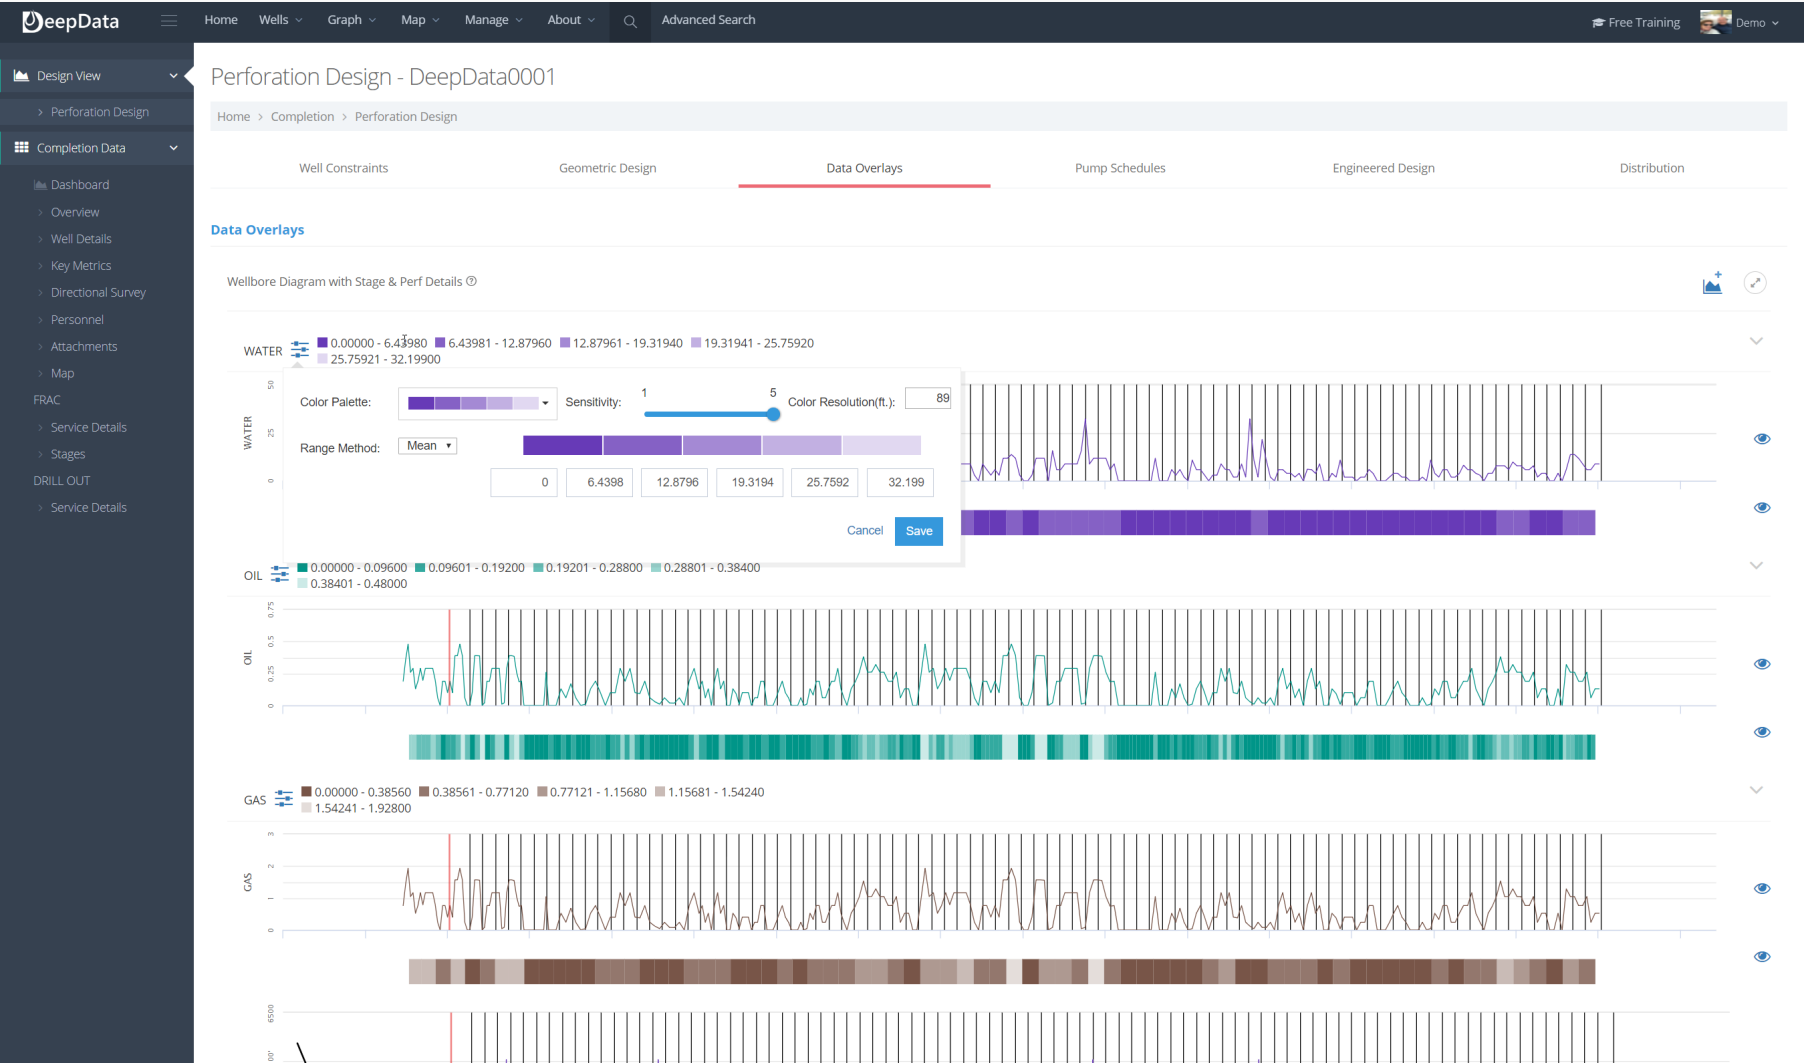 DeepData
Home Wells Graph Map Manage About Advanced Search
Free Training Demo
Design View
Perforation Design
Completion Data
Dashboard
Overview
Well Details
Key Metrics
Directional Survey
Personnel
Attachments
Map
FRAC
Service Details
Stages
DRILL OUT
Service Details
Perforation Design - DeepData0001
Home > Completion > Perforation Design
Well Constraints Geometric Design Data Overlays Pump Schedules Engineered Design Distribution
Data Overlays
Wellbore Diagram with Stage & Perf Details
WATER 0.00000 - 6.43980 6.43981 - 12.87960 12.87961 - 19.31940 19.31941 - 25.75920
25.75921 - 32.19900
Color Palette: Sensitivity: 1 5 Color Resolution(ft.): 89
Range Method: Mean
0 6.4398 12.8796 19.3194 25.7592 32.199
Cancel Save
WATER
50
25
0
OIL 0.00000 - 0.09600 0.09601 - 0.19200 0.19201 - 0.28800 0.28801 - 0.38400
0.38401 - 0.48000
OIL
0.75
0.5
0.25
0
GAS 0.00000 - 0.38560 0.38561 - 0.77120 0.77121 - 1.15680 1.15681 - 1.54240
1.54241 - 1.92800
GAS
3
2
1
0
6500